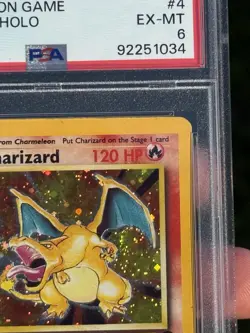 ON GAME #4
HOLO EX-MT
PSA 6
92251034
from Charmeleon Put Charizard on the Stage 1 card
harizard 120 HP